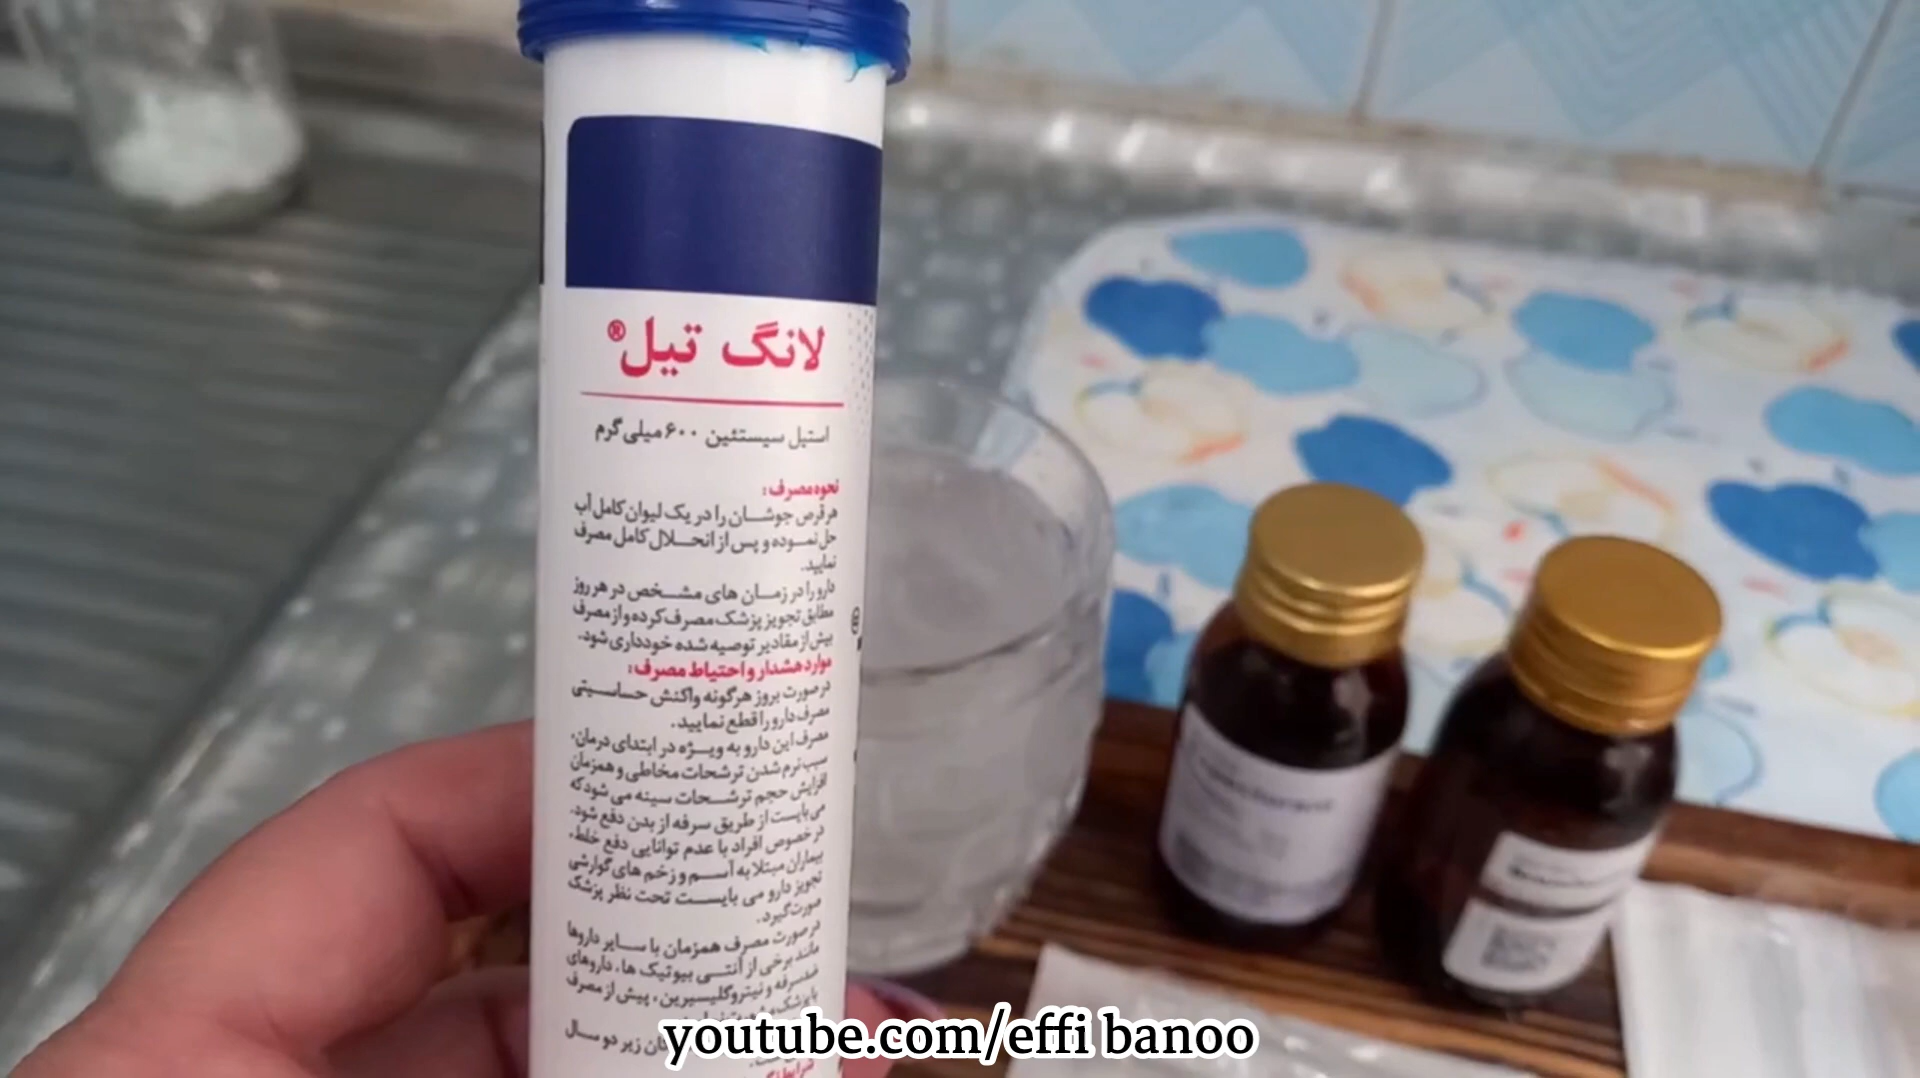 لانگ تیل®
استیل سیستئین ۶۰۰ میلی گرم
نحوه مصرف:
هر قرص جوشان را در یک لیوان کامل آب
حل نموده و پس از انحلال کامل مصرف
نمایید.
دارو را در زمان های مشخص در هر روز
مطابق تجویز پزشک مصرف کرده و از مصرف
بیش از مقادیر توصیه شده خودداری شود.
موارد هشدار و احتیاط مصرف:
در صورت بروز هرگونه واکنش حساسیتی
مصرف دارو را قطع نمایید.
مصرف این دارو به ویژه در ابتدای درمان،
سبب نرم شدن ترشحات مخاطی و همزمان
افزایش حجم ترشحات سینه می شود که
می بایست از طریق سرفه از بدن دفع شود.
در خصوص افراد با عدم توانایی دفع خلط،
بیماران مبتلا به آسم و زخم های گوارشی
تجویز دارو می بایست تحت نظر پزشک
صورت گیرد.
در صورت مصرف همزمان با سایر داروها
مانند برخی از آنتی بیوتیک ها، داروهای
ضدسرفه و نیتروگلیسیرین، پیش از مصرف
با پزشک
زیر دو سال
youtube.com/effi banoo